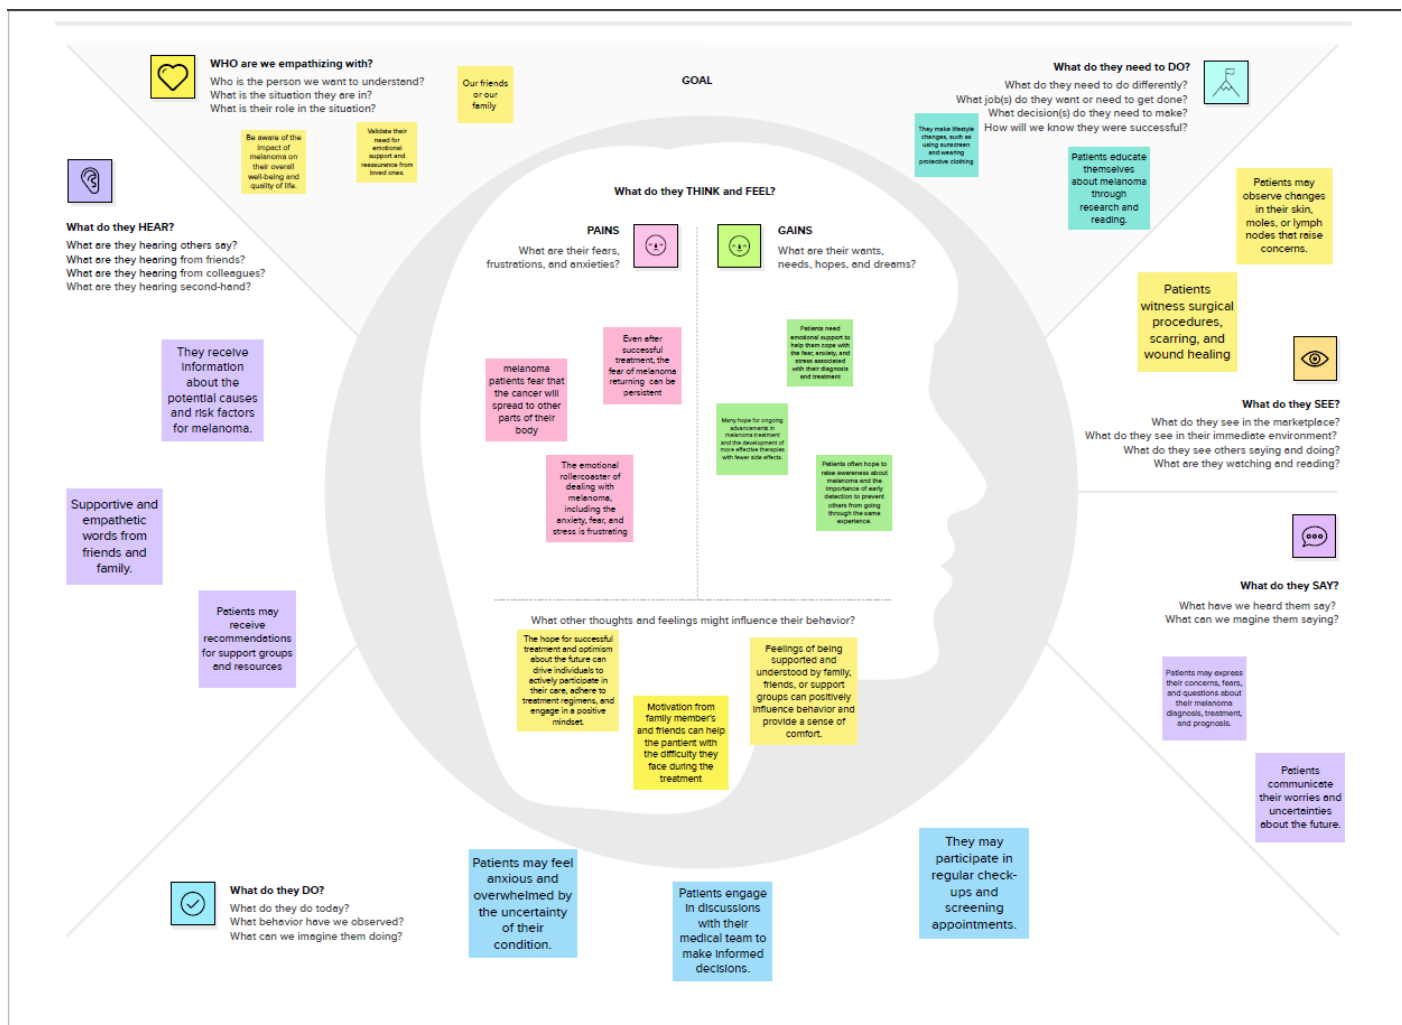 WHO are we empathizing with?
Who is the person we want to understand?
What is the situation they are in?
What is their role in the situation?
Our friends
or our
family
Be aware of the
impact of
melanoma on
their overall
well-being and
quality of life.
Validate their
need for
emotional
support and
reassurance from
loved ones.
GOAL
What do they need to DO?
What do they need to do differently?
What job(s) do they want or need to get done?
What decision(s) do they need to make?
How will we know they were successful?
They make lifestyle
changes, such as
using sunscreen
and wearing
protective clothing
Patients educate
themselves
about melanoma
through
research and
reading.
Patients may
observe changes
in their skin,
moles, or lymph
nodes that raise
concerns.
Patients
witness surgical
procedures,
scarring, and
wound healing
What do they SEE?
What do they see in the marketplace?
What do they see in their immediate environment?
What do they see others saying and doing?
What are they watching and reading?
What do they HEAR?
What are they hearing others say?
What are they hearing from friends?
What are they hearing from colleagues?
What are they hearing second-hand?
They receive
information
about the
potential causes
and risk factors
for melanoma.
Supportive and
empathetic
words from
friends and
family.
Patients may
receive
recommendations
for support groups
and resources
What do they THINK and FEEL?
PAINS
What are their fears,
frustrations, and anxieties?
Even after
successful
treatment, the
fear of melanoma
returning can be
persistent
melanoma
patients fear that
the cancer will
spread to other
parts of their
body
The emotional
rollercoaster of
dealing with
melanoma,
including the
anxiety, fear, and
stress is frustrating
GAINS
What are their wants,
needs, hopes, and dreams?
Patients need
emotional support to
help them cope with
the fear, anxiety, and
stress associated
with their diagnosis
and treatment
Many hope for ongoing
advancements in
melanoma treatment
and the development of
more effective therapies
with fewer side effects.
Patients often hope to
raise awareness about
melanoma and the
importance of early
detection to prevent
others from going
through the same
experience.
What other thoughts and feelings might influence their behavior?
The hope for successful
treatment and optimism
about the future can
drive individuals to
actively participate in
their care, adhere to
treatment regimens, and
engage in a positive
mindset.
Motivation from
family member's
and friends can help
the pantient with
the difficulty they
face during the
treatment
Feelings of being
supported and
understood by family,
friends, or support
groups can positively
influence behavior and
provide a sense of
comfort.
What do they SAY?
What have we heard them say?
What can we magine them saying?
Patients may express
their concerns, fears,
and questions about
their melanoma
diagnosis, treatment,
and prognosis.
Patients
communicate
their worries and
uncertainties
about the future.
What do they DO?
What do they do today?
What behavior have we observed?
What can we imagine them doing?
Patients may feel
anxious and
overwhelmed by
the uncertainty
of their
condition.
Patients engage
in discussions
with their
medical team to
make informed
decisions.
They may
participate in
regular check-
ups and
screening
appointments.